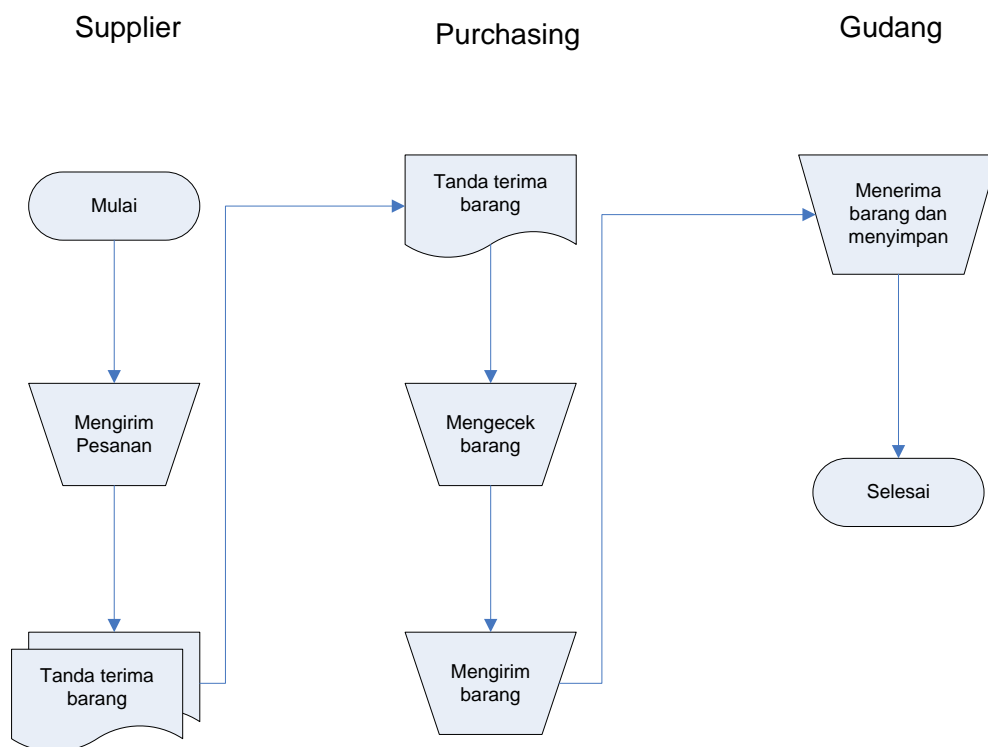 Supplier
Purchasing
Gudang
Mulai
Mengirim
Pesanan
Tanda terima
barang
Tanda terima
barang
Mengecek
barang
Mengirim
barang
Menerima
barang dan
menyimpan
Selesai